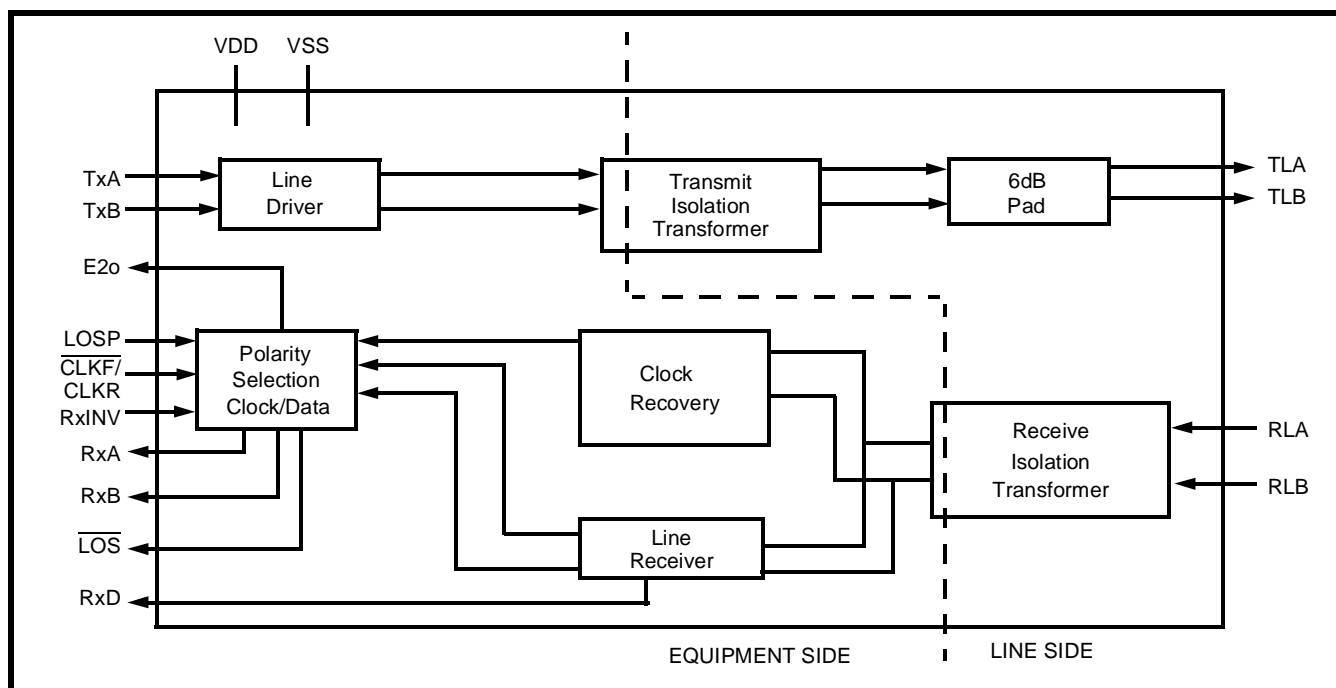 VDD VSS
TxA
TxB
Line
Driver
Transmit
Isolation
Transformer
6dB
Pad
TLA
TLB
E2o
LOSP
CLKF/
CLKR
RxINV
RxA
RxB
LOS
RxD
Polarity
Selection
Clock/Data
Clock
Recovery
Line
Receiver
Receive
Isolation
Transformer
RLA
RLB
EQUIPMENT SIDE
LINE SIDE